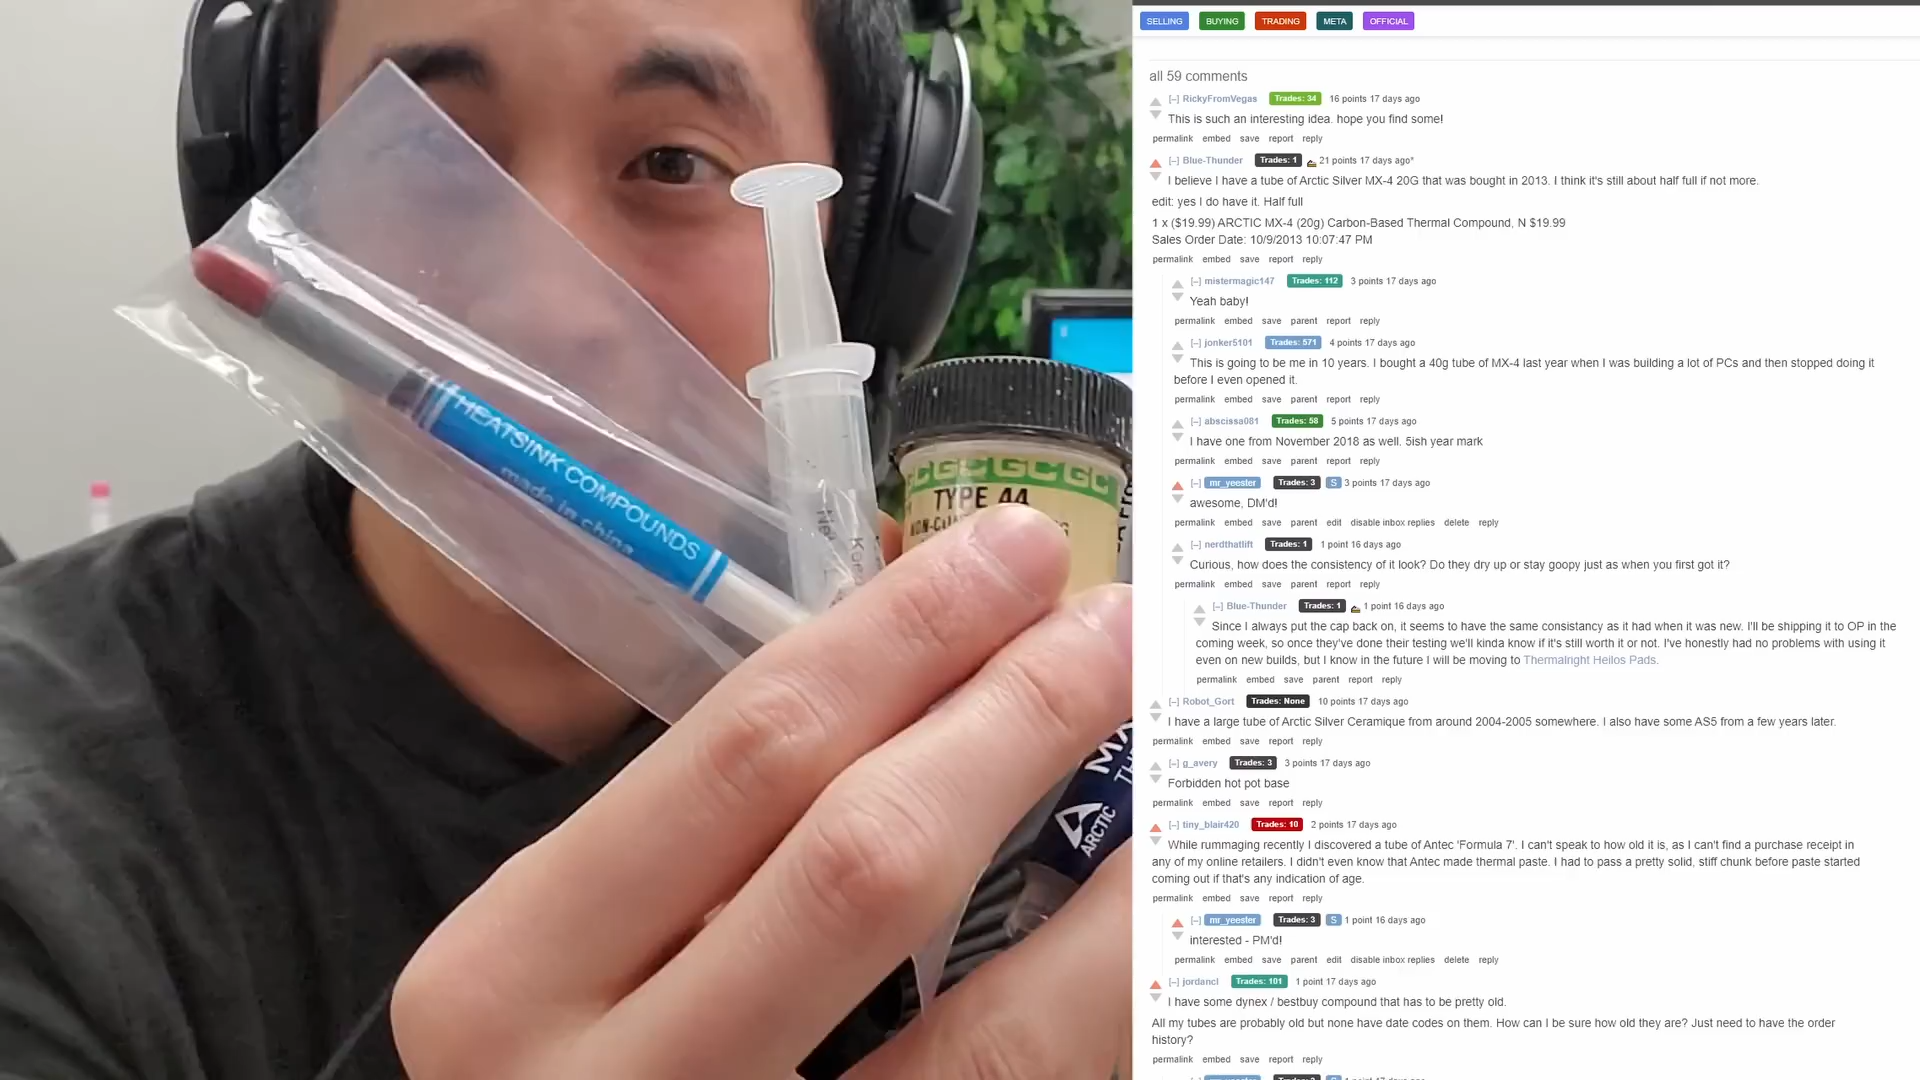 HEATSINK COMPOUNDS
made in china
GCGCGC
TYPE 44
ARCTIC
SELLING BUYING TRADING META OFFICIAL
all 59 comments
[–] RickyFromVegas Trades: 34 16 points 17 days ago
This is such an interesting idea. hope you find some!
permalink embed save report reply
[–] Blue-Thunder Trades: 1 21 points 17 days ago*
I believe I have a tube of Arctic Silver MX-4 20G that was bought in 2013. I think it's still about half full if not more.
edit: yes I do have it. Half full
1 x ($19.99) ARCTIC MX-4 (20g) Carbon-Based Thermal Compound, N $19.99
Sales Order Date: 10/9/2013 10:07:47 PM
permalink embed save report reply
[–] mistermagic147 Trades: 112 3 points 17 days ago
Yeah baby!
permalink embed save parent report reply
[–] jonker5101 Trades: 571 4 points 17 days ago
This is going to be me in 10 years. I bought a 40g tube of MX-4 last year when I was building a lot of PCs and then stopped doing it
before I even opened it.
permalink embed save parent report reply
[–] abscissa081 Trades: 58 5 points 17 days ago
I have one from November 2018 as well. 5ish year mark
permalink embed save parent report reply
[–] mr_yeester Trades: 3 S 3 points 17 days ago
awesome, DM'd!
permalink embed save parent edit disable inbox replies delete reply
[–] nerdthatlift Trades: 1 1 point 16 days ago
Curious, how does the consistency of it look? Do they dry up or stay goopy just as when you first got it?
permalink embed save parent report reply
[–] Blue-Thunder Trades: 1 1 point 16 days ago
Since I always put the cap back on, it seems to have the same consistancy as it had when it was new. I'll be shipping it to OP in the
coming week, so once they've done their testing we'll kinda know if it's still worth it or not. I've honestly had no problems with using it
even on new builds, but I know in the future I will be moving to Thermalright Heilos Pads.
permalink embed save parent report reply
[–] Robot_Gort Trades: None 10 points 17 days ago
I have a large tube of Arctic Silver Ceramique from around 2004-2005 somewhere. I also have some AS5 from a few years later.
permalink embed save report reply
[–] g_avery Trades: 3 3 points 17 days ago
Forbidden hot pot base
permalink embed save report reply
[–] tiny_blair420 Trades: 10 2 points 17 days ago
While rummaging recently I discovered a tube of Antec 'Formula 7'. I can't speak to how old it is, as I can't find a purchase receipt in
any of my online retailers. I didn't even know that Antec made thermal paste. I had to pass a pretty solid, stiff chunk before paste started
coming out if that's any indication of age.
permalink embed save report reply
[–] mr_yeester Trades: 3 S 1 point 16 days ago
interested - PM'd!
permalink embed save parent edit disable inbox replies delete reply
[–] jordancl Trades: 101 1 point 17 days ago
I have some dynex / bestbuy compound that has to be pretty old.
All my tubes are probably old but none have date codes on them. How can I be sure how old they are? Just need to have the order
history?
permalink embed save report reply